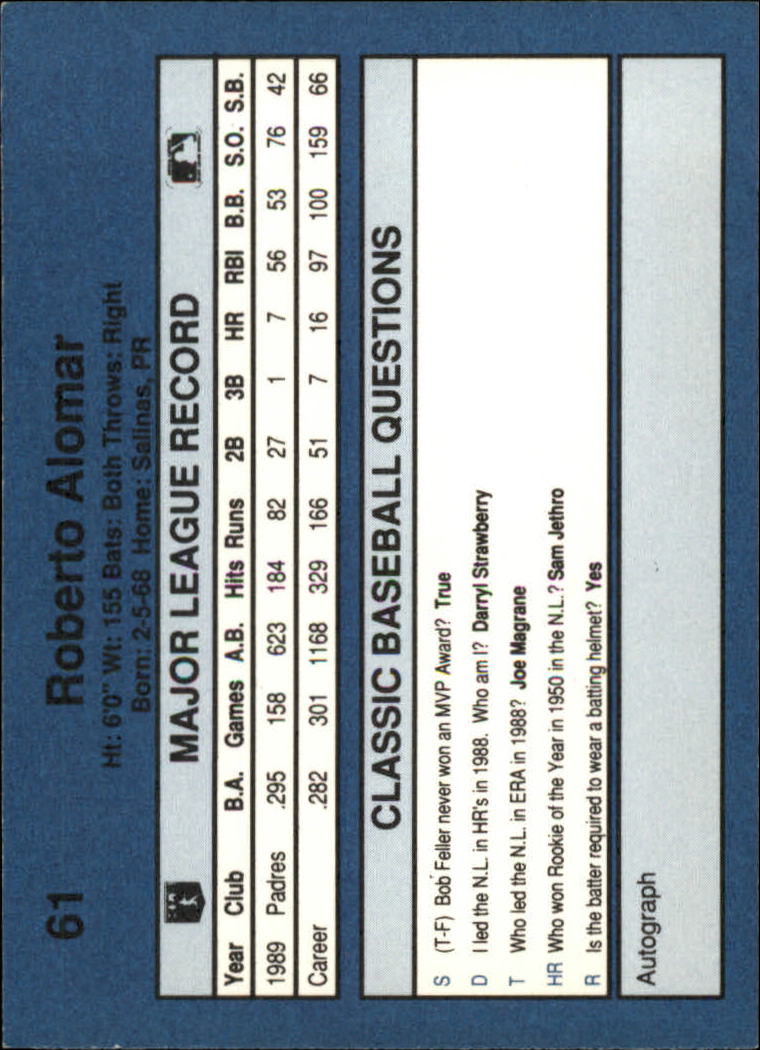 61 Roberto Alomar
Ht: 6'0" Wt: 155 Bats: Both Throws: Right
Born: 2-5-68 Home: Salinas, PR
MAJOR LEAGUE RECORD
Year Club B.A. Games A.B. Hits Runs 2B 3B HR RBI B.B. S.O. S.B.
1989 Padres .295 158 623 184 82 27 1 7 56 53 76 42
Career .282 301 1168 329 166 51 7 16 97 100 159 66
CLASSIC BASEBALL QUESTIONS
S (T-F) Bob Feller never won an MVP Award? True
D I led the N.L. in HR's in 1988. Who am I? Darryl Strawberry
T Who led the N.L. in ERA in 1988? Joe Magrane
HR Who won Rookie of the Year in 1950 in the N.L.? Sam Jethro
R Is the batter required to wear a batting helmet? Yes
Autograph